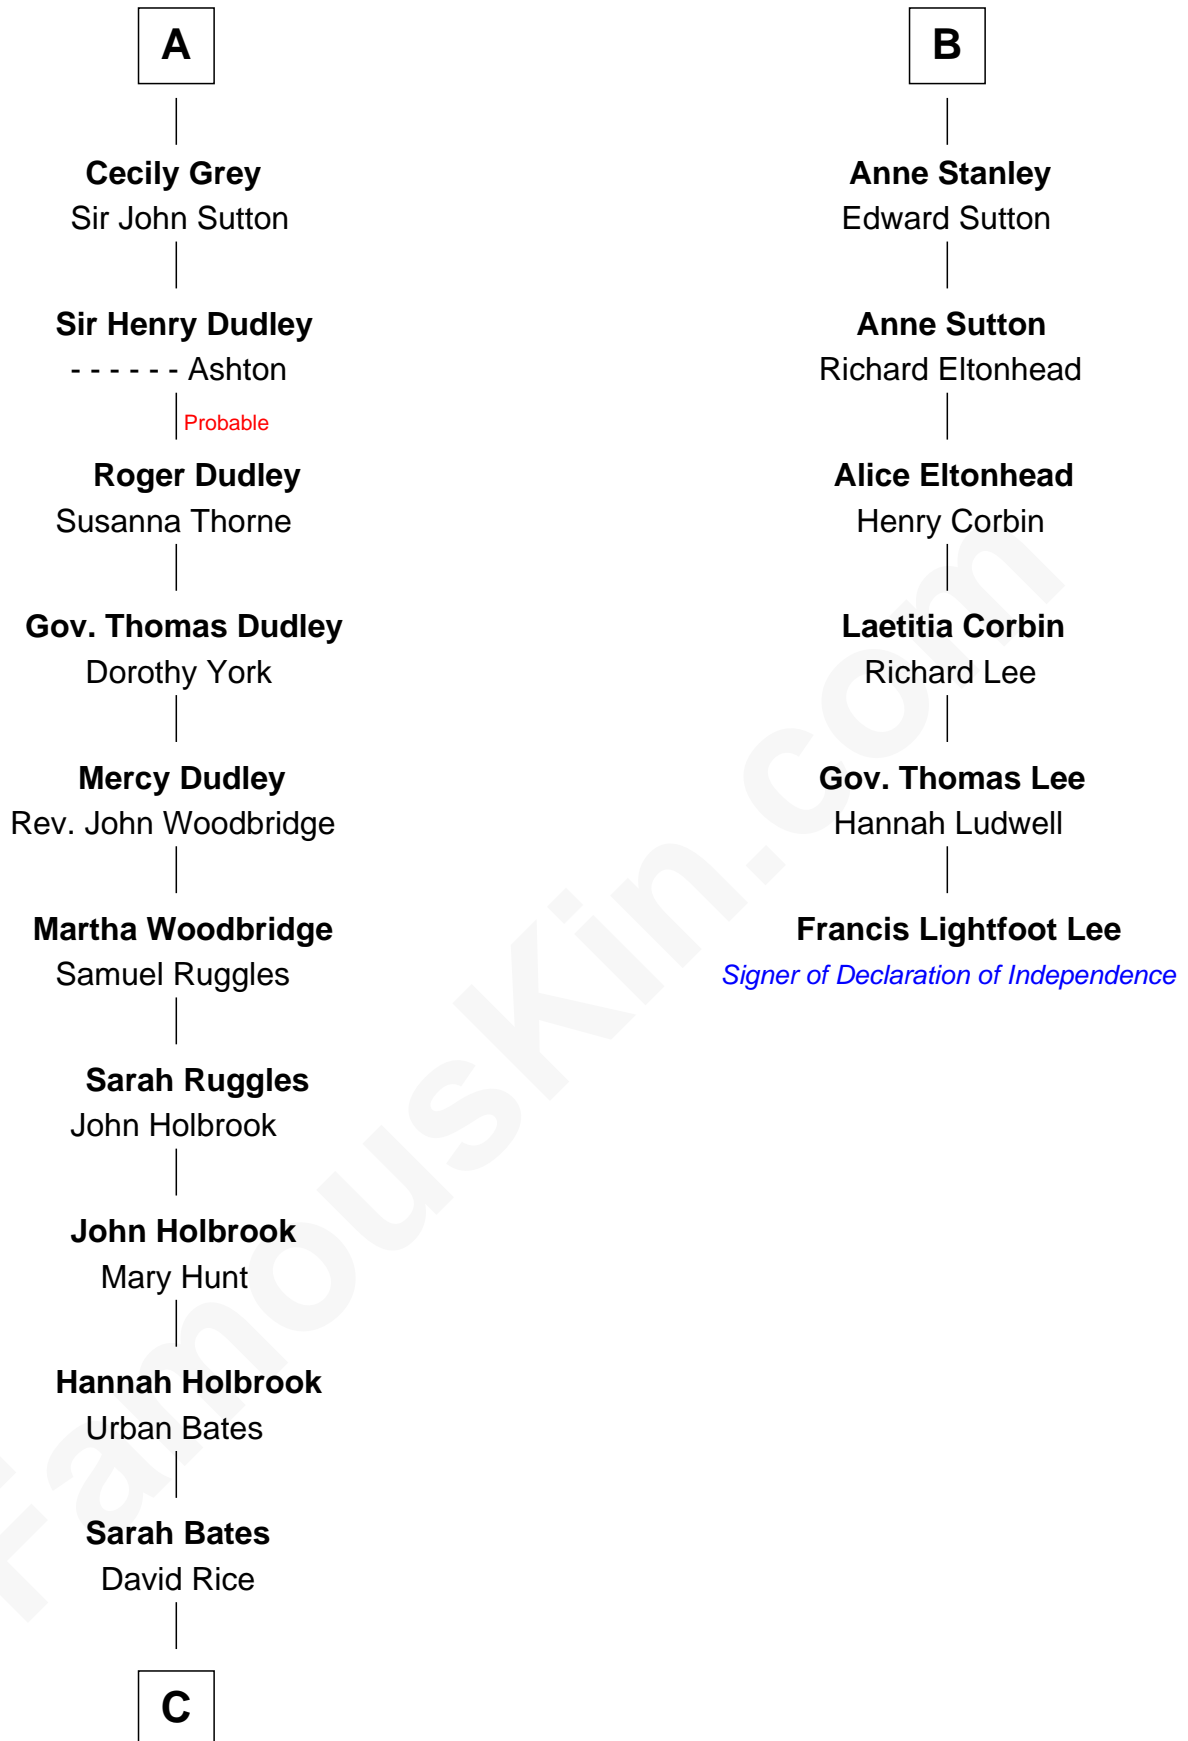 A
Cecily Grey
Sir John Sutton
Sir Henry Dudley
- - - - - - Ashton
Probable
Roger Dudley
Susanna Thorne
Gov. Thomas Dudley
Dorothy York
Mercy Dudley
Rev. John Woodbridge
Martha Woodbridge
Samuel Ruggles
Sarah Ruggles
John Holbrook
John Holbrook
Mary Hunt
Hannah Holbrook
Urban Bates
Sarah Bates
David Rice
C
B
Anne Stanley
Edward Sutton
Anne Sutton
Richard Eltonhead
Alice Eltonhead
Henry Corbin
Laetitia Corbin
Richard Lee
Gov. Thomas Lee
Hannah Ludwell
Francis Lightfoot Lee
Signer of Declaration of Independence
FamousKin.com